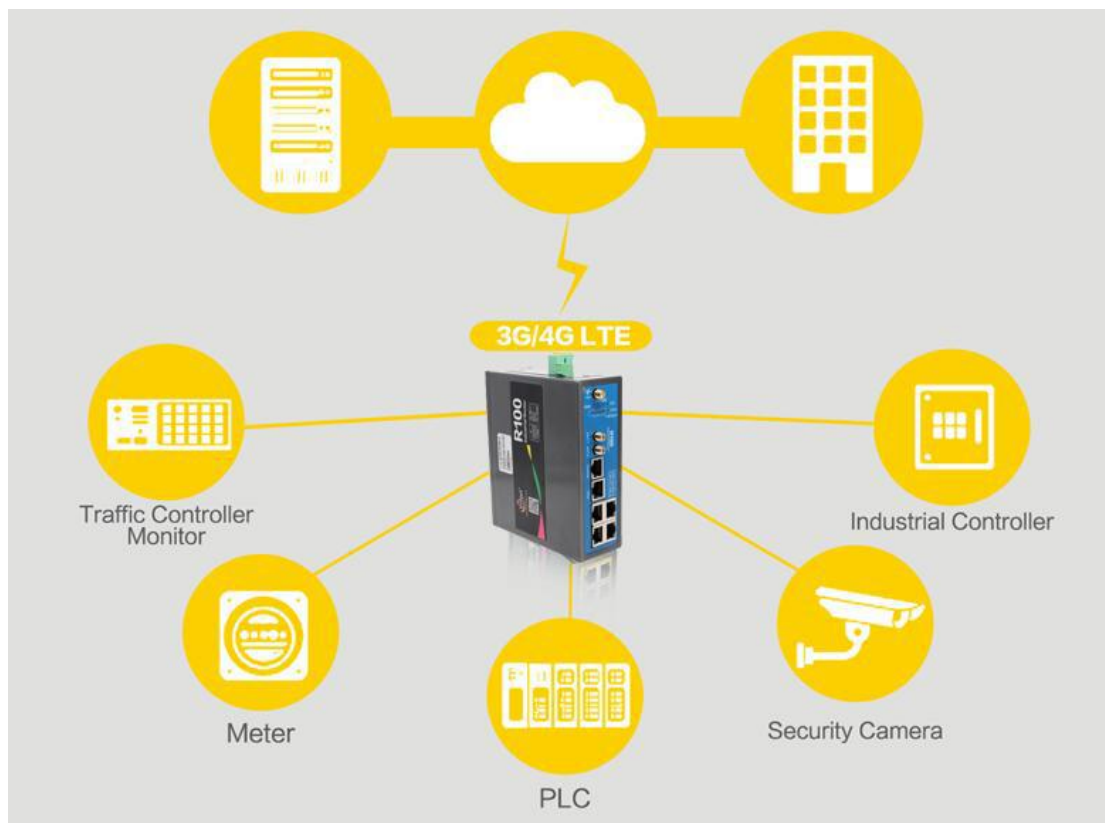 3G/4G LTE
R100
Traffic Controller
Monitor
Industrial Controller
Meter
Security Camera
PLC